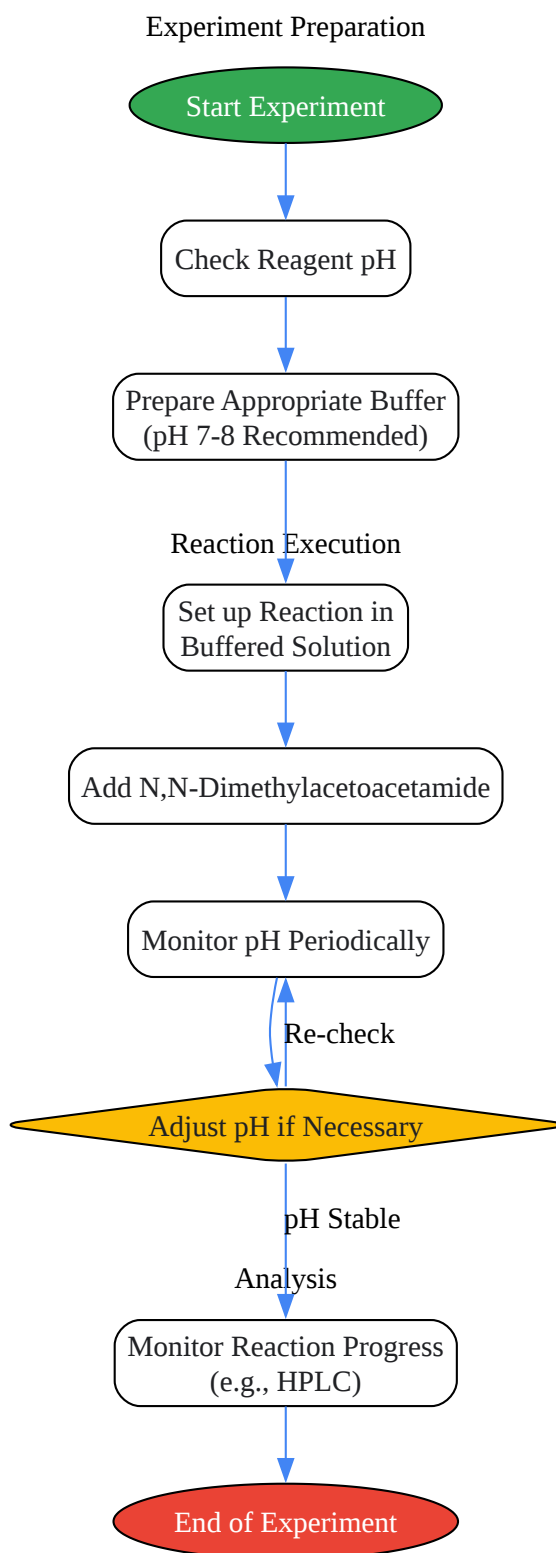 Experiment Preparation
Start Experiment
Check Reagent pH
Prepare Appropriate Buffer
(pH 7-8 Recommended)
Reaction Execution
Set up Reaction in
Buffered Solution
Add N,N-Dimethylacetoacetamide
Monitor pH Periodically
Re-check
Adjust pH if Necessary
pH Stable
Analysis
Monitor Reaction Progress
(e.g., HPLC)
End of Experiment